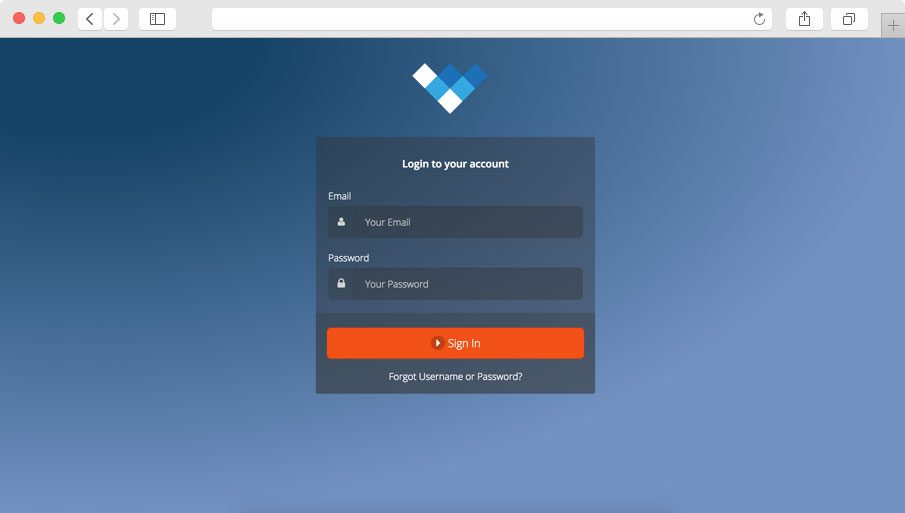 Login to your account
Email
Your Email
Password
Your Password
Sign In
Forgot Username or Password?